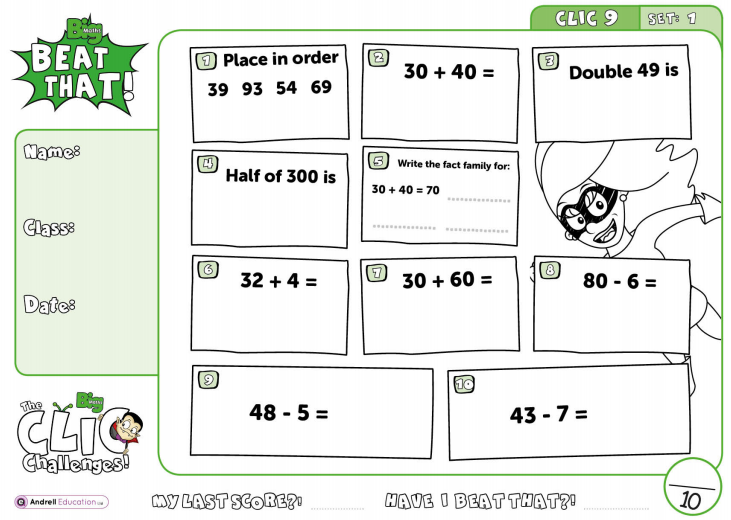 Big Maths
BEAT
THAT!
CLIC 9
SET: 1
Name:
Class:
Date:
1 Place in order
39 93 54 69
2 30 + 40 =
3 Double 49 is
4 Half of 300 is
5 Write the fact family for:
30 + 40 = 70
6 32 + 4 =
7 30 + 60 =
8 80 - 6 =
9 48 - 5 =
10 43 - 7 =
The Big Maths
CLIC
Challenges!
Andrell Education Ltd
MY LAST SCORE?!
HAVE I BEAT THAT?!
10